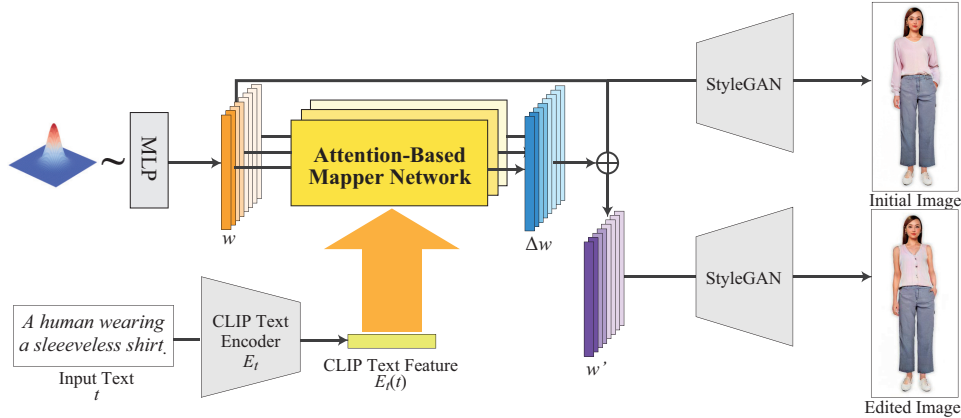 StyleGAN
Initial Image
MLP
~
w
Attention-Based
Mapper Network
Δw
w'
StyleGAN
Edited Image
A human wearing
a sleeeveless shirt.
Input Text
t
CLIP Text
Encoder
E_t
CLIP Text Feature
E_t(t)